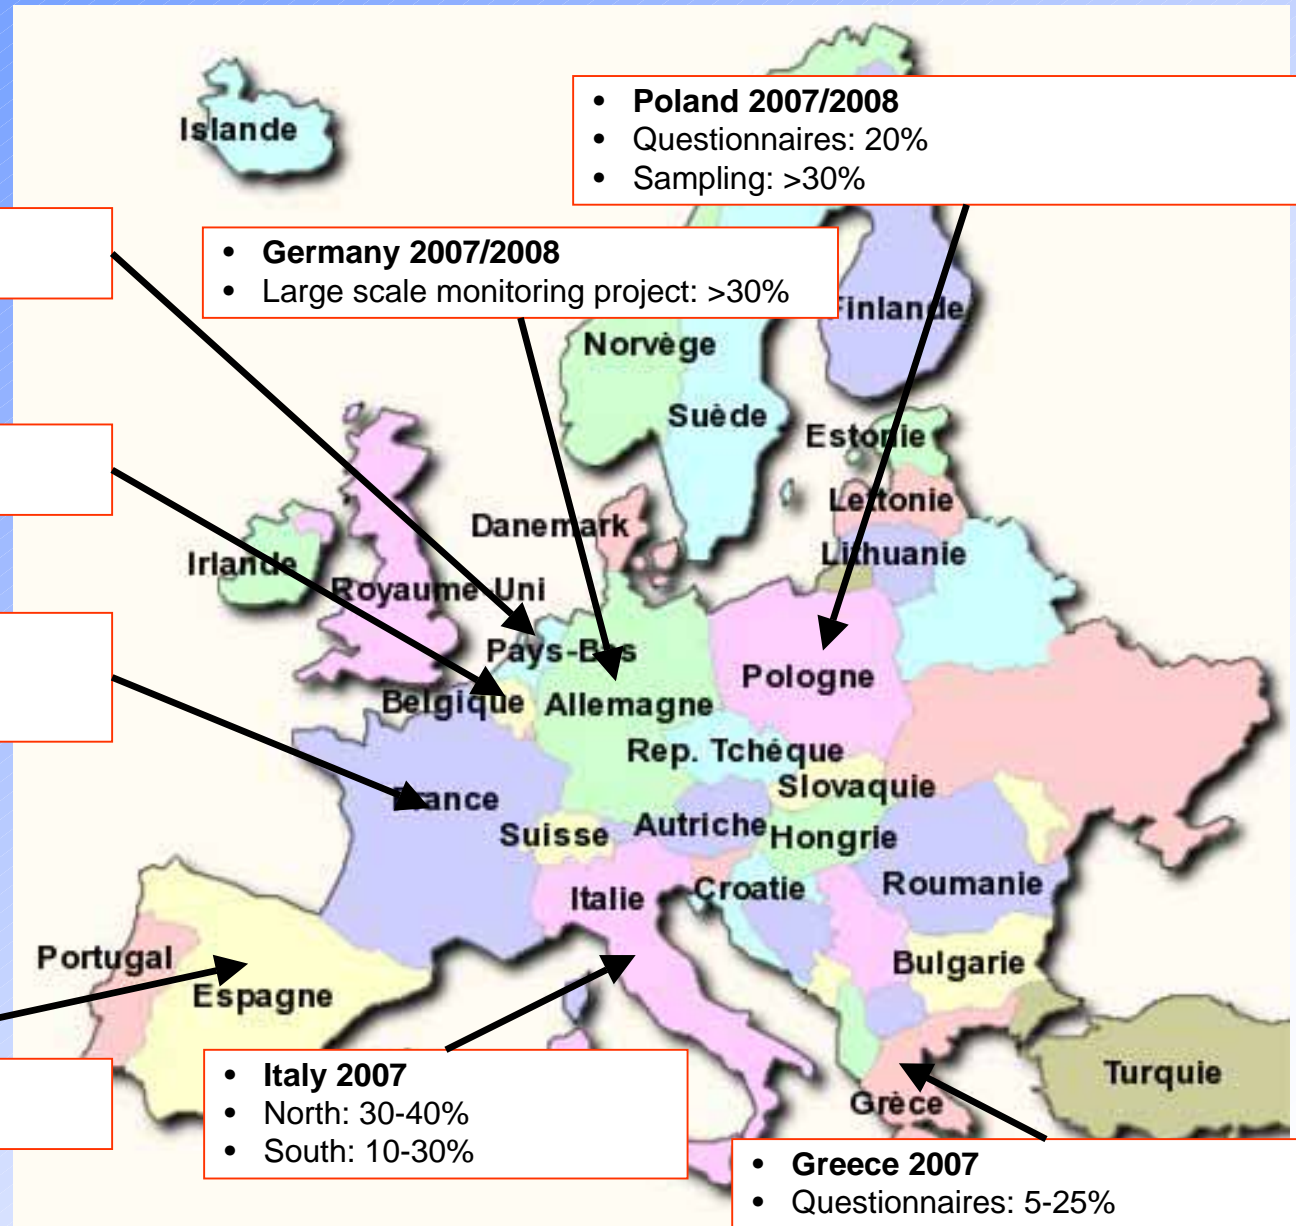 Islande
• Poland 2007/2008
• Questionnaires: 20%
• Sampling: >30%
• Germany 2007/2008
• Large scale monitoring project: >30%
Finlande
Norvège
Suède
Estonie
Lettonie
Danemark
Lithuanie
Irlande
Royaume-Uni
Pays-Bas
Pologne
Belgique
Allemagne
Rep. Tchéque
Slovaquie
France
Suisse
Autriche
Hongrie
Italie
Croatie
Roumanie
Portugal
Bulgarie
Espagne
• Italy 2007
• North: 30-40%
• South: 10-30%
Turquie
Grèce
• Greece 2007
• Questionnaires: 5-25%